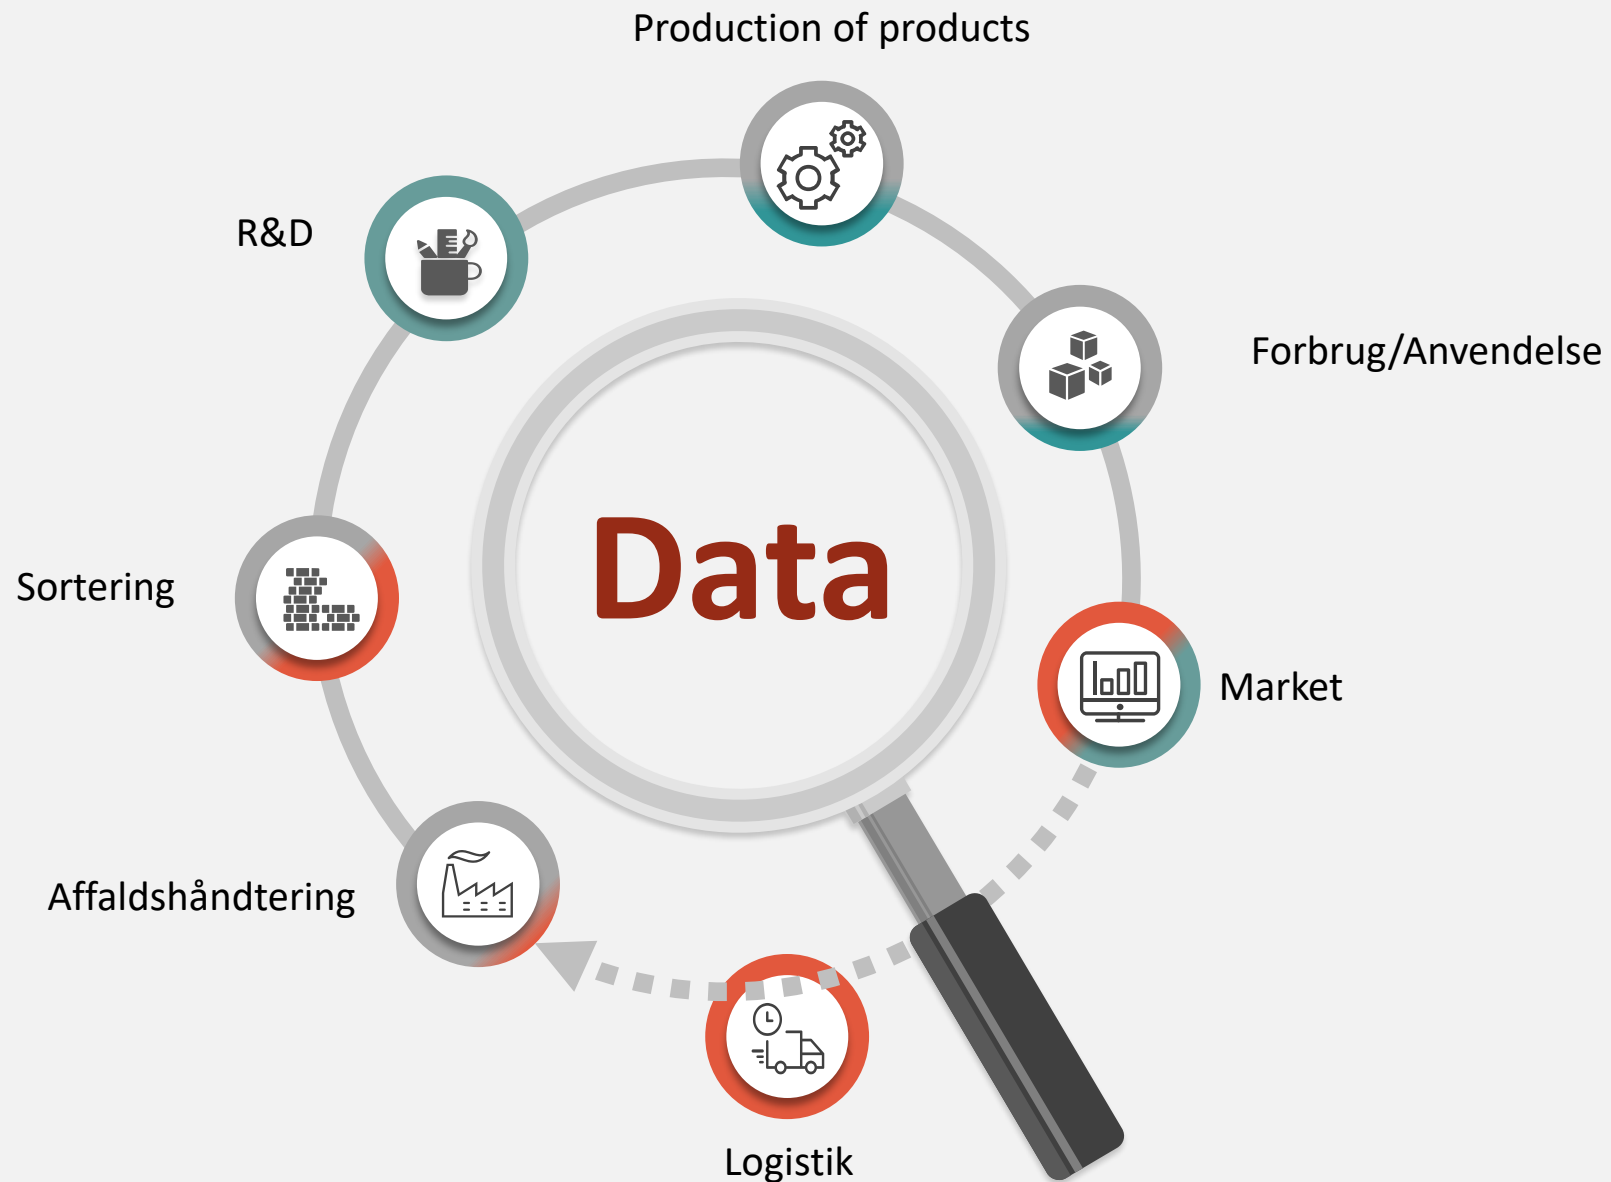 Production of products
R&D
Forbrug/Anvendelse
Data
Sortering
Market
Affaldshåndtering
Logistik